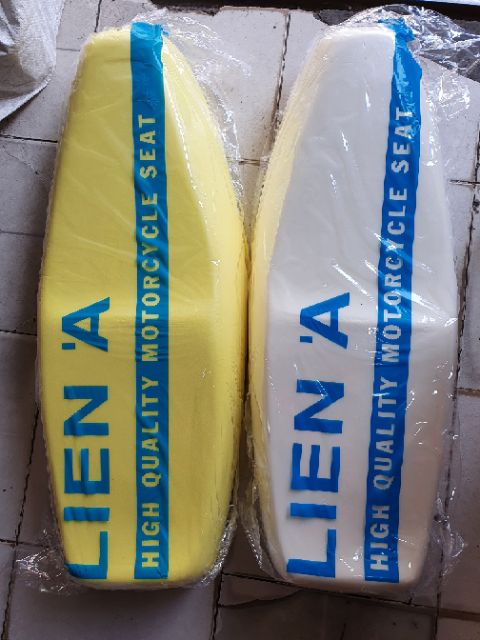 LIEN 'A
HIGH QUALITY MOTORCYCLE SEAT
LIEN 'A
HIGH QUALITY MOTORCYCLE SEAT